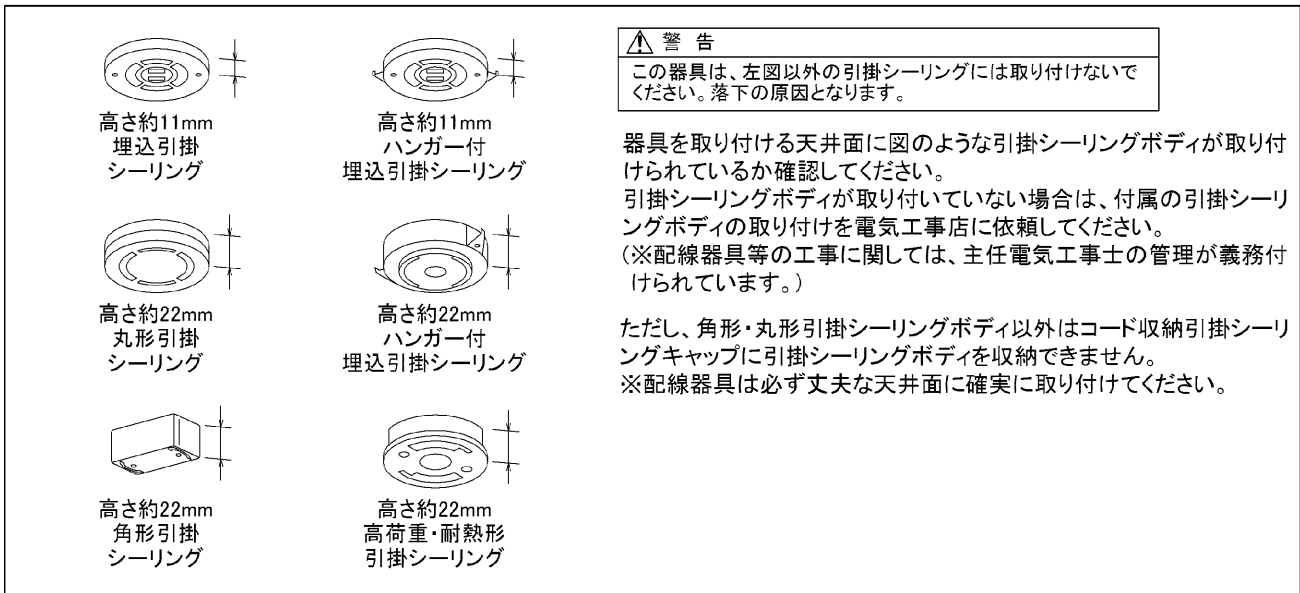 高さ約11mm
埋込引掛
シーリング
高さ約11mm
ハンガー付
埋込引掛シーリング
高さ約22mm
丸形引掛
シーリング
高さ約22mm
ハンガー付
埋込引掛シーリング
高さ約22mm
角形引掛
シーリング
高さ約22mm
高荷重・耐熱形
引掛シーリング
警 告
この器具は、左図以外の引掛シーリングには取り付けないで
ください。落下の原因となります。
器具を取り付ける天井面に図のような引掛シーリングボディが取り付
けられているか確認してください。
引掛シーリングボディが取り付いていない場合は、付属の引掛シーリ
ングボディの取り付けを電気工事店に依頼してください。
(※配線器具等の工事に関しては、主任電気工事士の管理が義務付
けられています。)
ただし、角形・丸形引掛シーリングボディ以外はコード収納引掛シーリ
ングキャップに引掛シーリングボディを収納できません。
※配線器具は必ず丈夫な天井面に確実に取り付けてください。